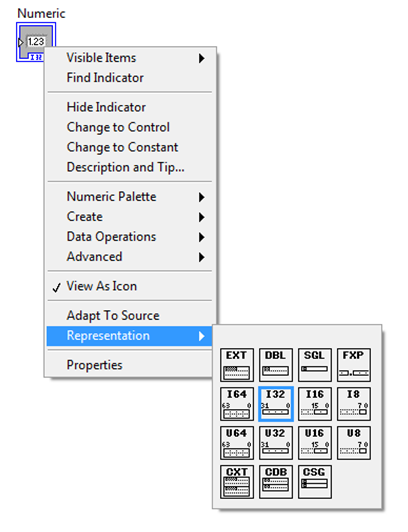 Numeric
1.23
I32
Visible Items
Find Indicator
Hide Indicator
Change to Control
Change to Constant
Description and Tip...
Numeric Palette
Create
Data Operations
Advanced
View As Icon
Adapt To Source
Representation
Properties
EXT DBL SGL FXP
I64 I32 I16 I8
63 0 31 0 15 0 7 0
U64 U32 U16 U8
63 0 31 0 15 0 7 0
CXT CDB CSG